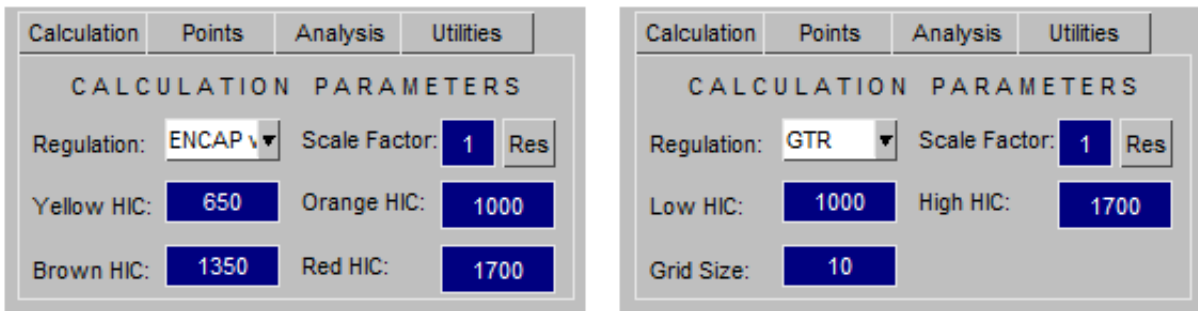 Calculation Points Analysis Utilities
CALCULATION PARAMETERS
Regulation: ENCAP v Scale Factor: 1 Res
Yellow HIC: 650 Orange HIC: 1000
Brown HIC: 1350 Red HIC: 1700
Calculation Points Analysis Utilities
CALCULATION PARAMETERS
Regulation: GTR Scale Factor: 1 Res
Low HIC: 1000 High HIC: 1700
Grid Size: 10